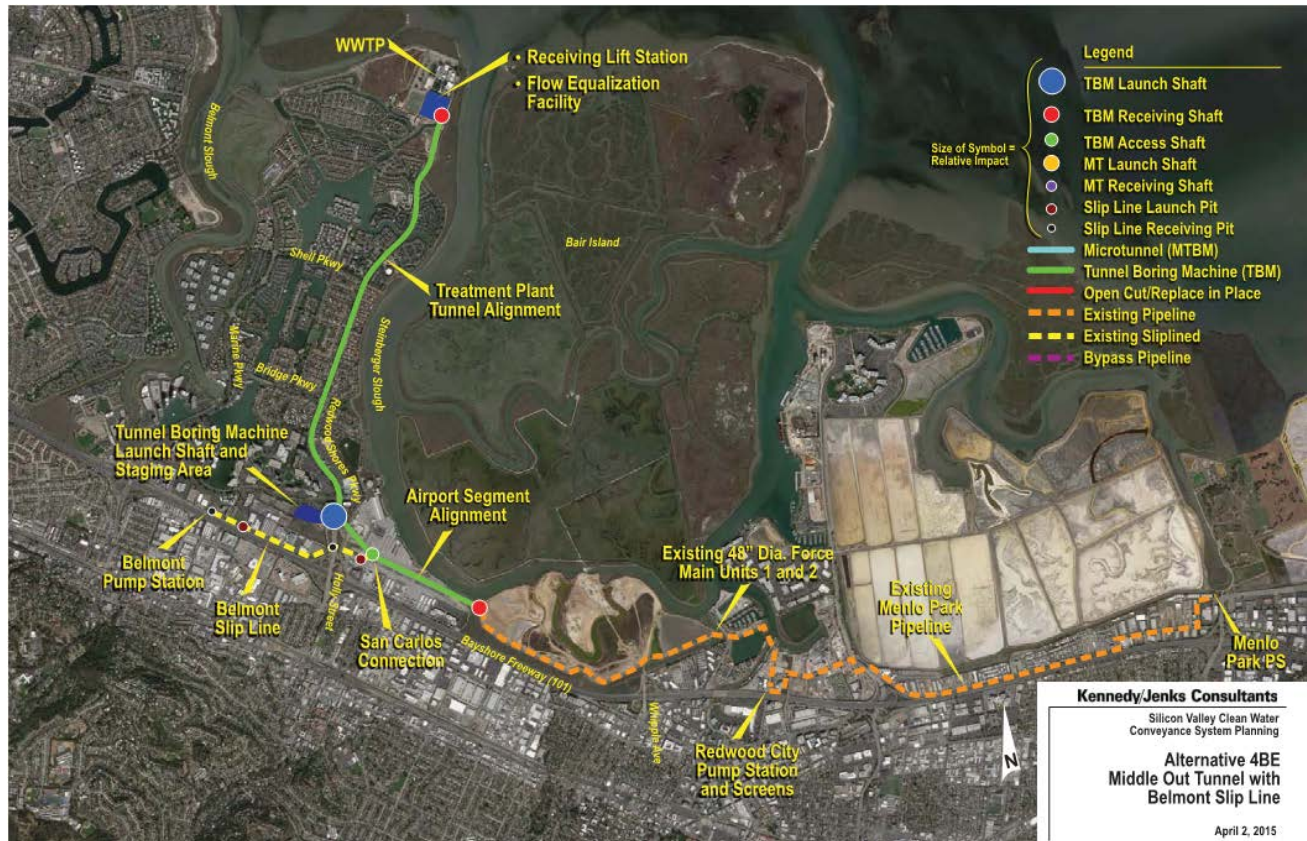 WWTP
• Receiving Lift Station
• Flow Equalization
Facility
Belmont Slough
Bair Island
Shell Pkwy
Treatment Plant
Tunnel Alignment
Steinberger Slough
Marine Pkwy
Bridge Pkwy
Redwood Shores Pkwy
Tunnel Boring Machine
Launch Shaft and
Staging Area
Airport Segment
Alignment
Belmont
Pump Station
Belmont
Slip Line
Holly Street
San Carlos
Connection
Bayshore Freeway (101)
Existing 48" Dia. Force
Main Units 1 and 2
Whipple Ave
Redwood City
Pump Station
and Screens
Existing
Menlo Park
Pipeline
Menlo
Park PS
Legend
Size of Symbol =
Relative Impact
TBM Launch Shaft
TBM Receiving Shaft
TBM Access Shaft
MT Launch Shaft
MT Receiving Shaft
Slip Line Launch Pit
Slip Line Receiving Pit
Microtunnel (MTBM)
Tunnel Boring Machine (TBM)
Open Cut/Replace in Place
Existing Pipeline
Existing Sliplined
Bypass Pipeline
N
Kennedy/Jenks Consultants
Silicon Valley Clean Water
Conveyance System Planning
Alternative 4BE
Middle Out Tunnel with
Belmont Slip Line
April 2, 2015